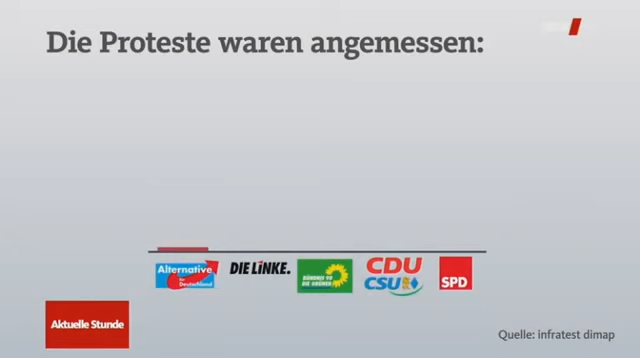 Die Proteste waren angemessen:
Alternative
für
Deutschland
DIE LINKE.
BÜNDNIS 90
DIE GRÜNEN
CDU
CSU
SPD
Aktuelle Stunde
Quelle: infratest dimap